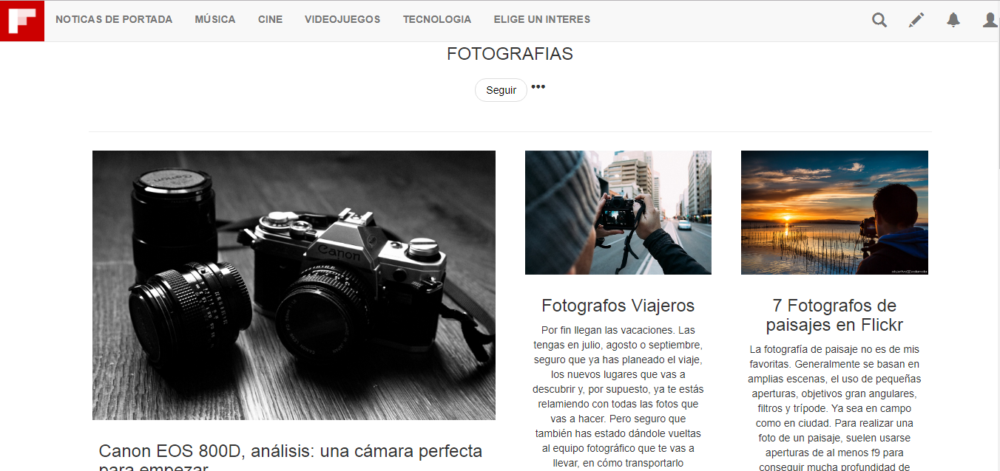 NOTICAS DE PORTADA MÚSICA CINE VIDEOJUEGOS TECNOLOGIA ELIGE UN INTERES
FOTOGRAFIAS
Seguir •••
Canon
Canon
Canon EOS 800D, análisis: una cámara perfecta
para empezar
Fotografos Viajeros
Por fin llegan las vacaciones. Las
tengas en julio, agosto o septiembre,
seguro que ya has planeado el viaje,
los nuevos lugares que vas a
descubrir y, por supuesto, ya te estás
relamiendo con todas las fotos que
vas a hacer. Pero seguro que
también has estado dándole vueltas
al equipo fotográfico que te vas a
llevar, en cómo transportarlo
7 Fotografos de
paisajes en Flickr
La fotografía de paisaje no es de mis
favoritas. Generalmente se basan en
amplias escenas, el uso de pequeñas
aperturas, objetivos gran angulares,
filtros y trípode. Ya sea en campo
como en ciudad. Para realizar una
foto de un paisaje, suelen usarse
aperturas de al menos f9 para
conseguir mucha profundidad de